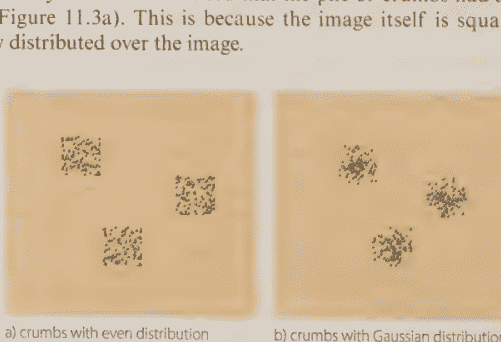 Figure 11.3a). This is because the image itself is squa
distributed over the image.
a) crumbs with even distribution
b) crumbs with Gaussian distribution